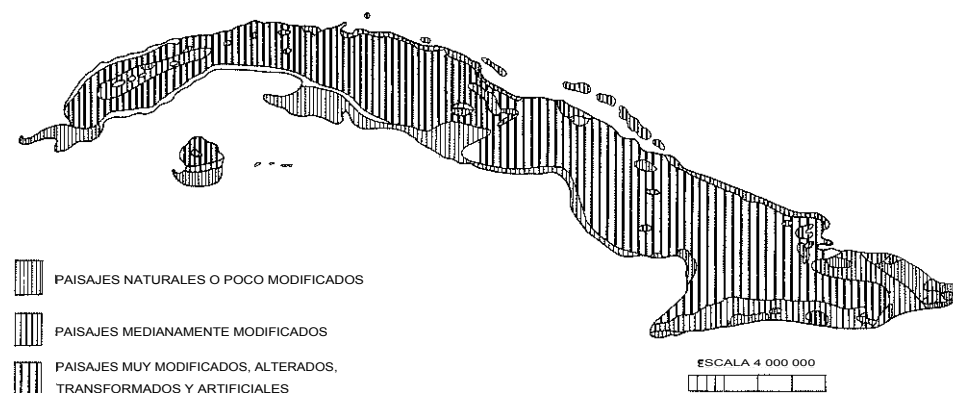 PAISAJES NATURALES O POCO MODIFICADOS
PAISAJES MEDIANAMENTE MODIFICADOS
PAISAJES MUY MODIFICADOS, ALTERADOS,
TRANSFORMADOS Y ARTIFICIALES
ESCALA 4 000 000